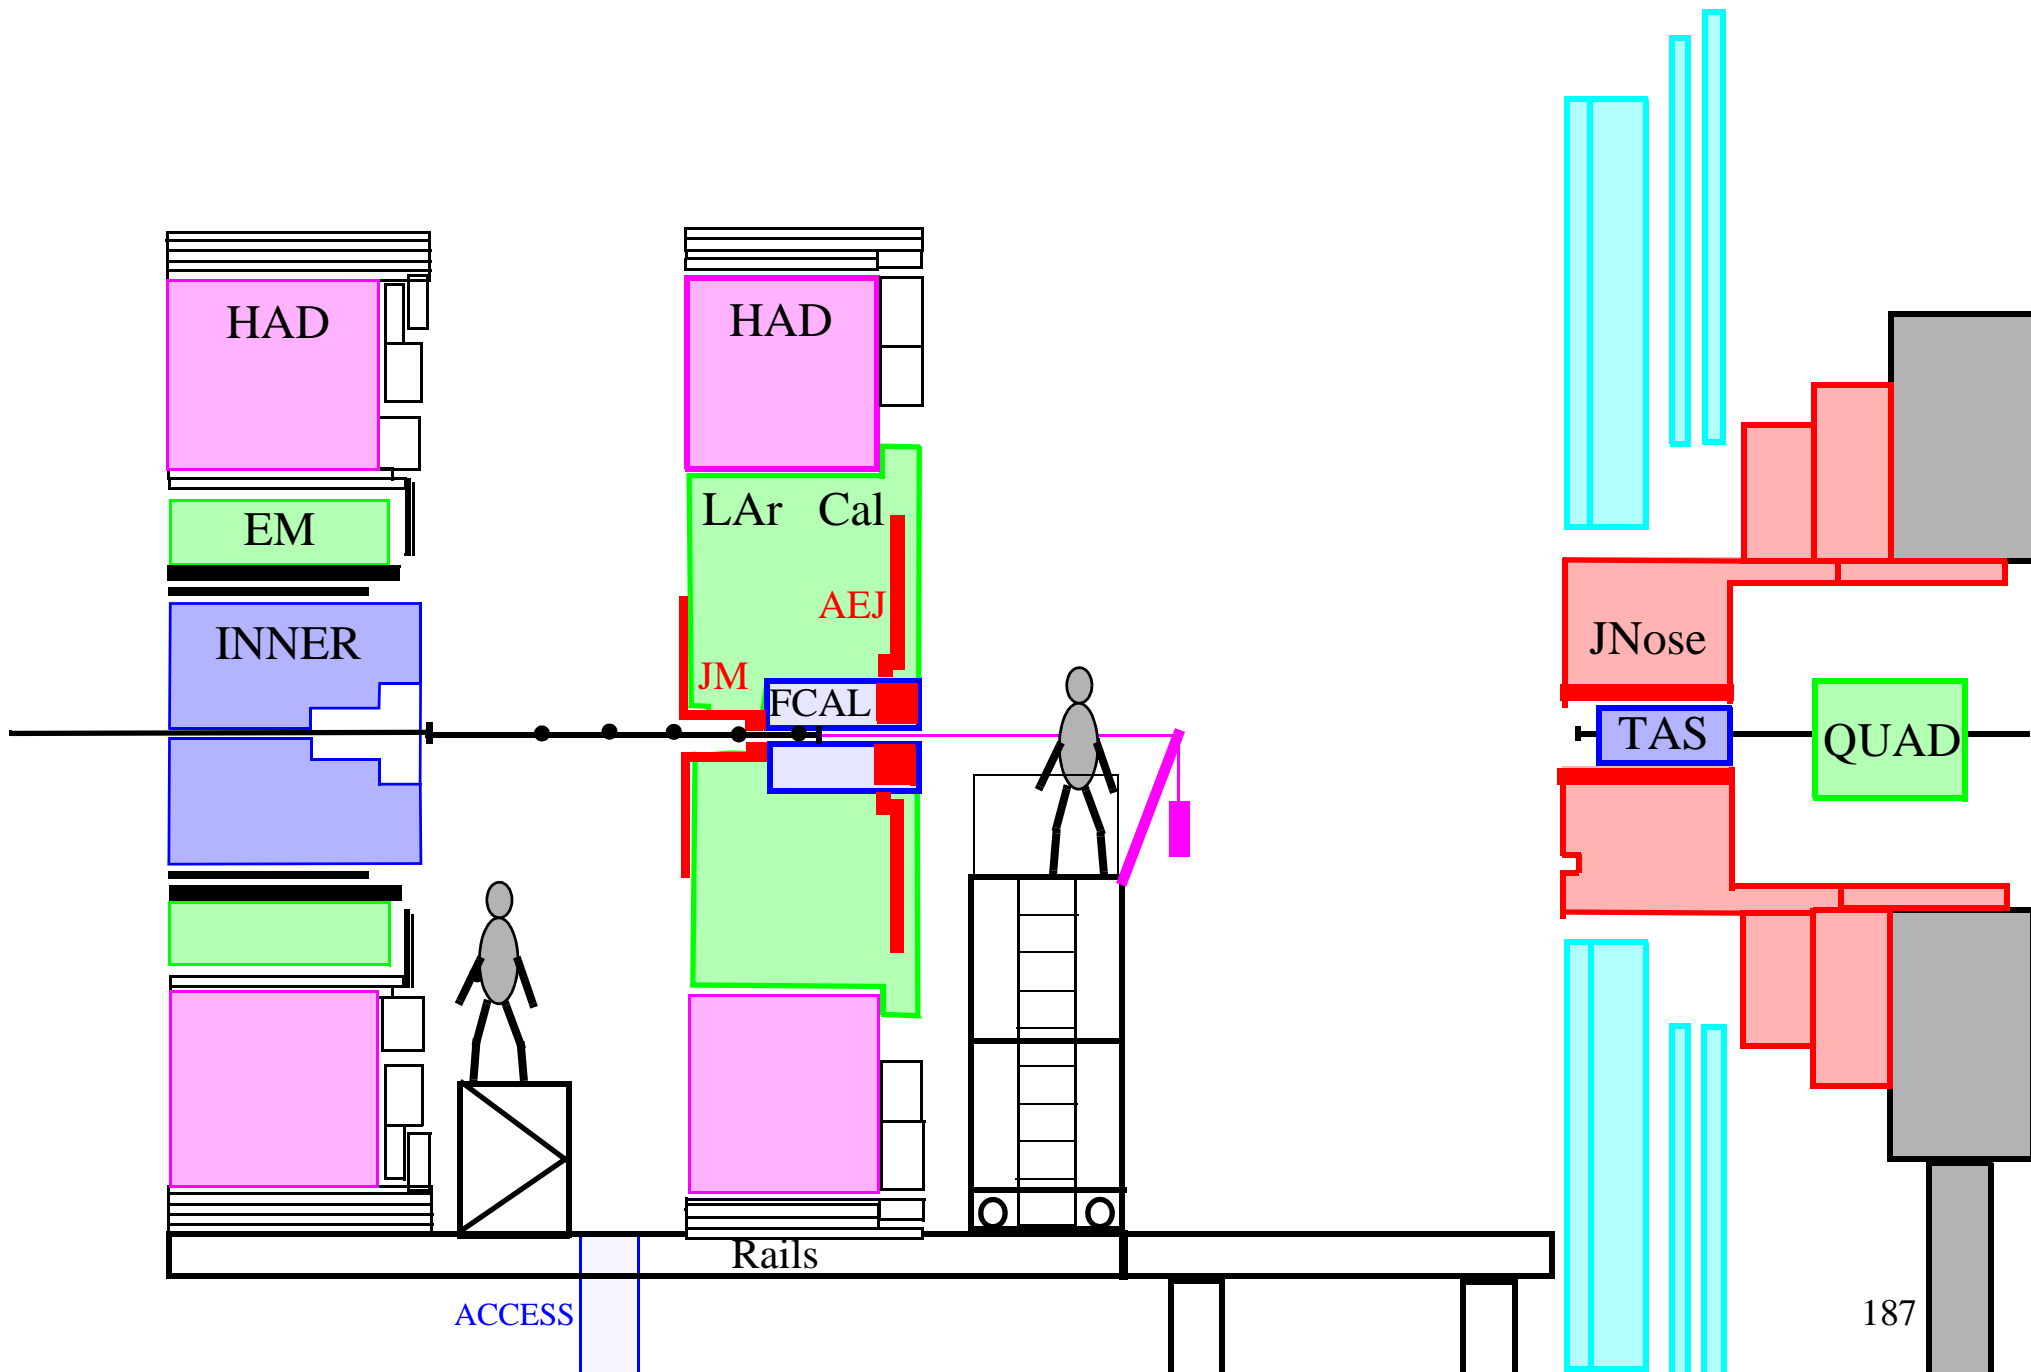 HAD
HAD
LAr Cal
EM
AEJ
INNER
JNose
JM
FCAL
TAS
QUAD
Rails
ACCESS
187